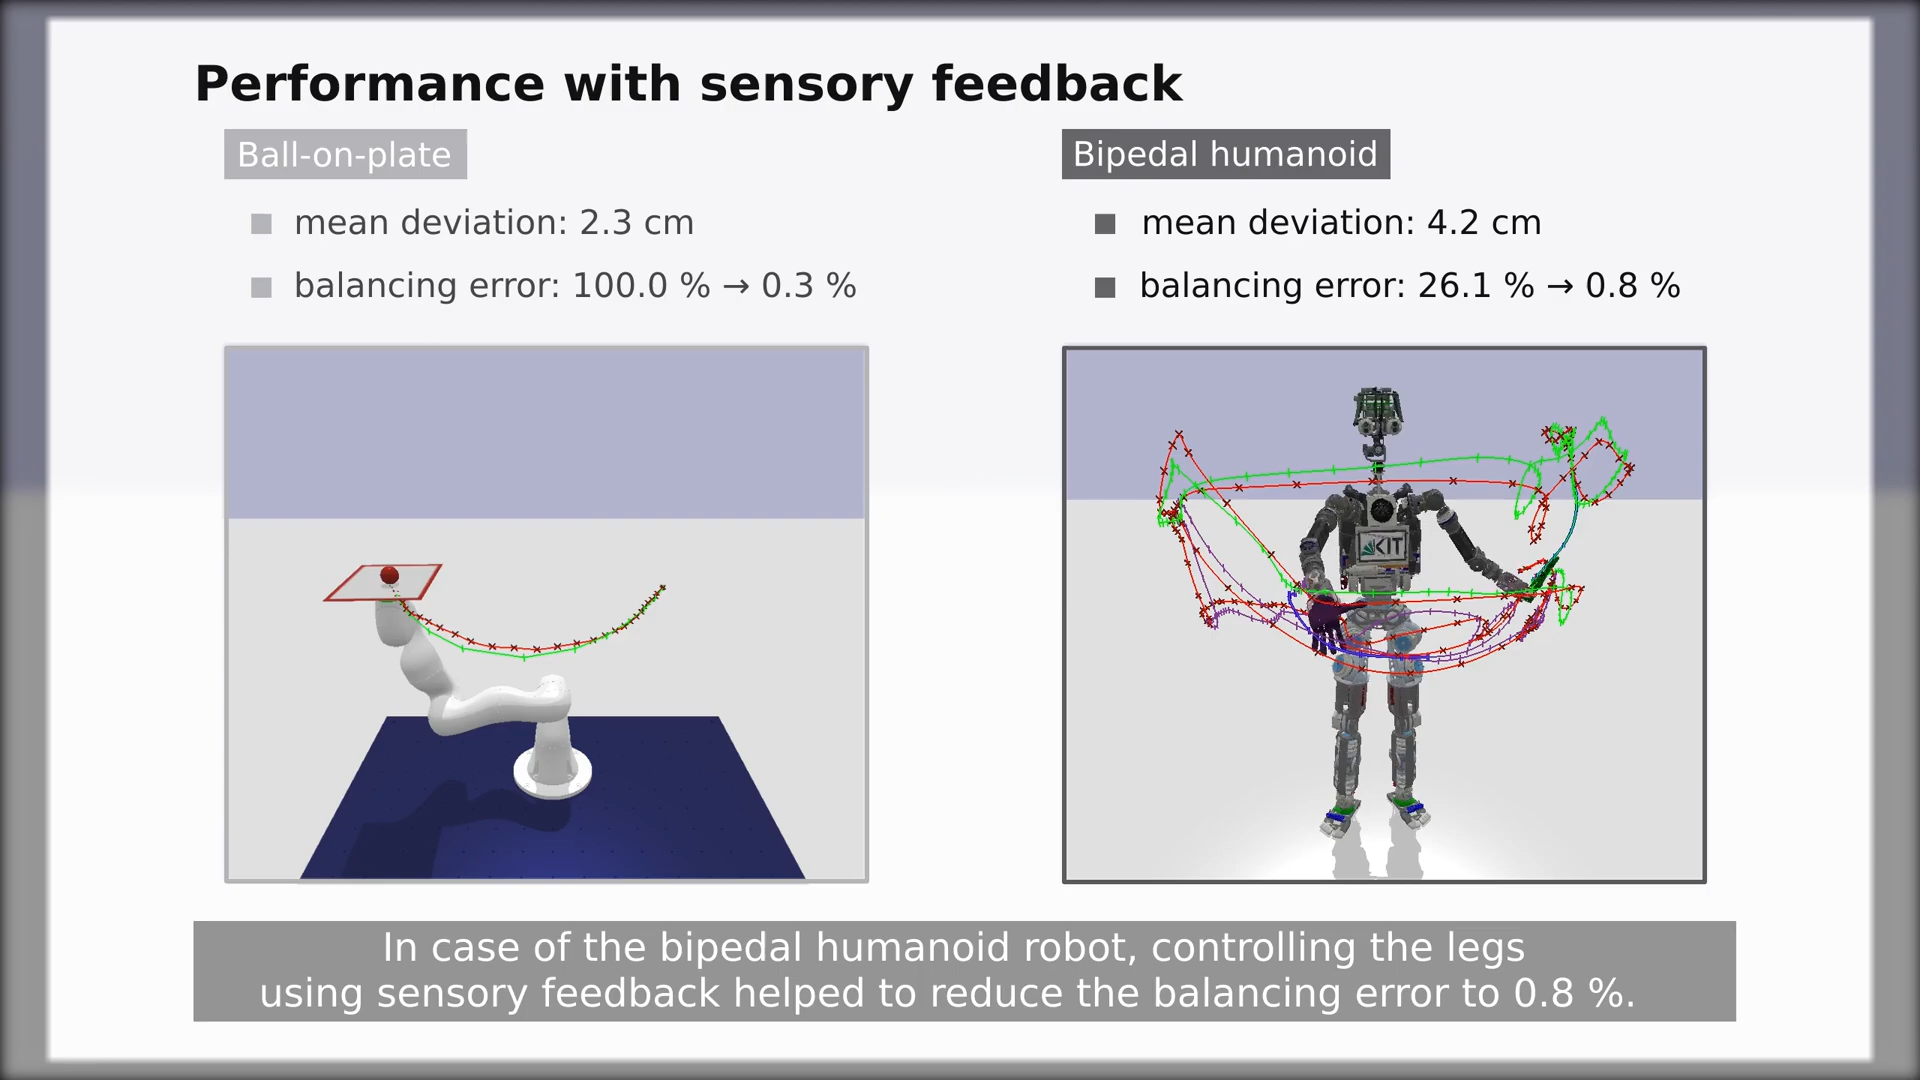 Performance with sensory feedback
Ball-on-plate
mean deviation: 2.3 cm
balancing error: 100.0 % → 0.3 %
Bipedal humanoid
mean deviation: 4.2 cm
balancing error: 26.1 % → 0.8 %
KIT
In case of the bipedal humanoid robot, controlling the legs
using sensory feedback helped to reduce the balancing error to 0.8 %.